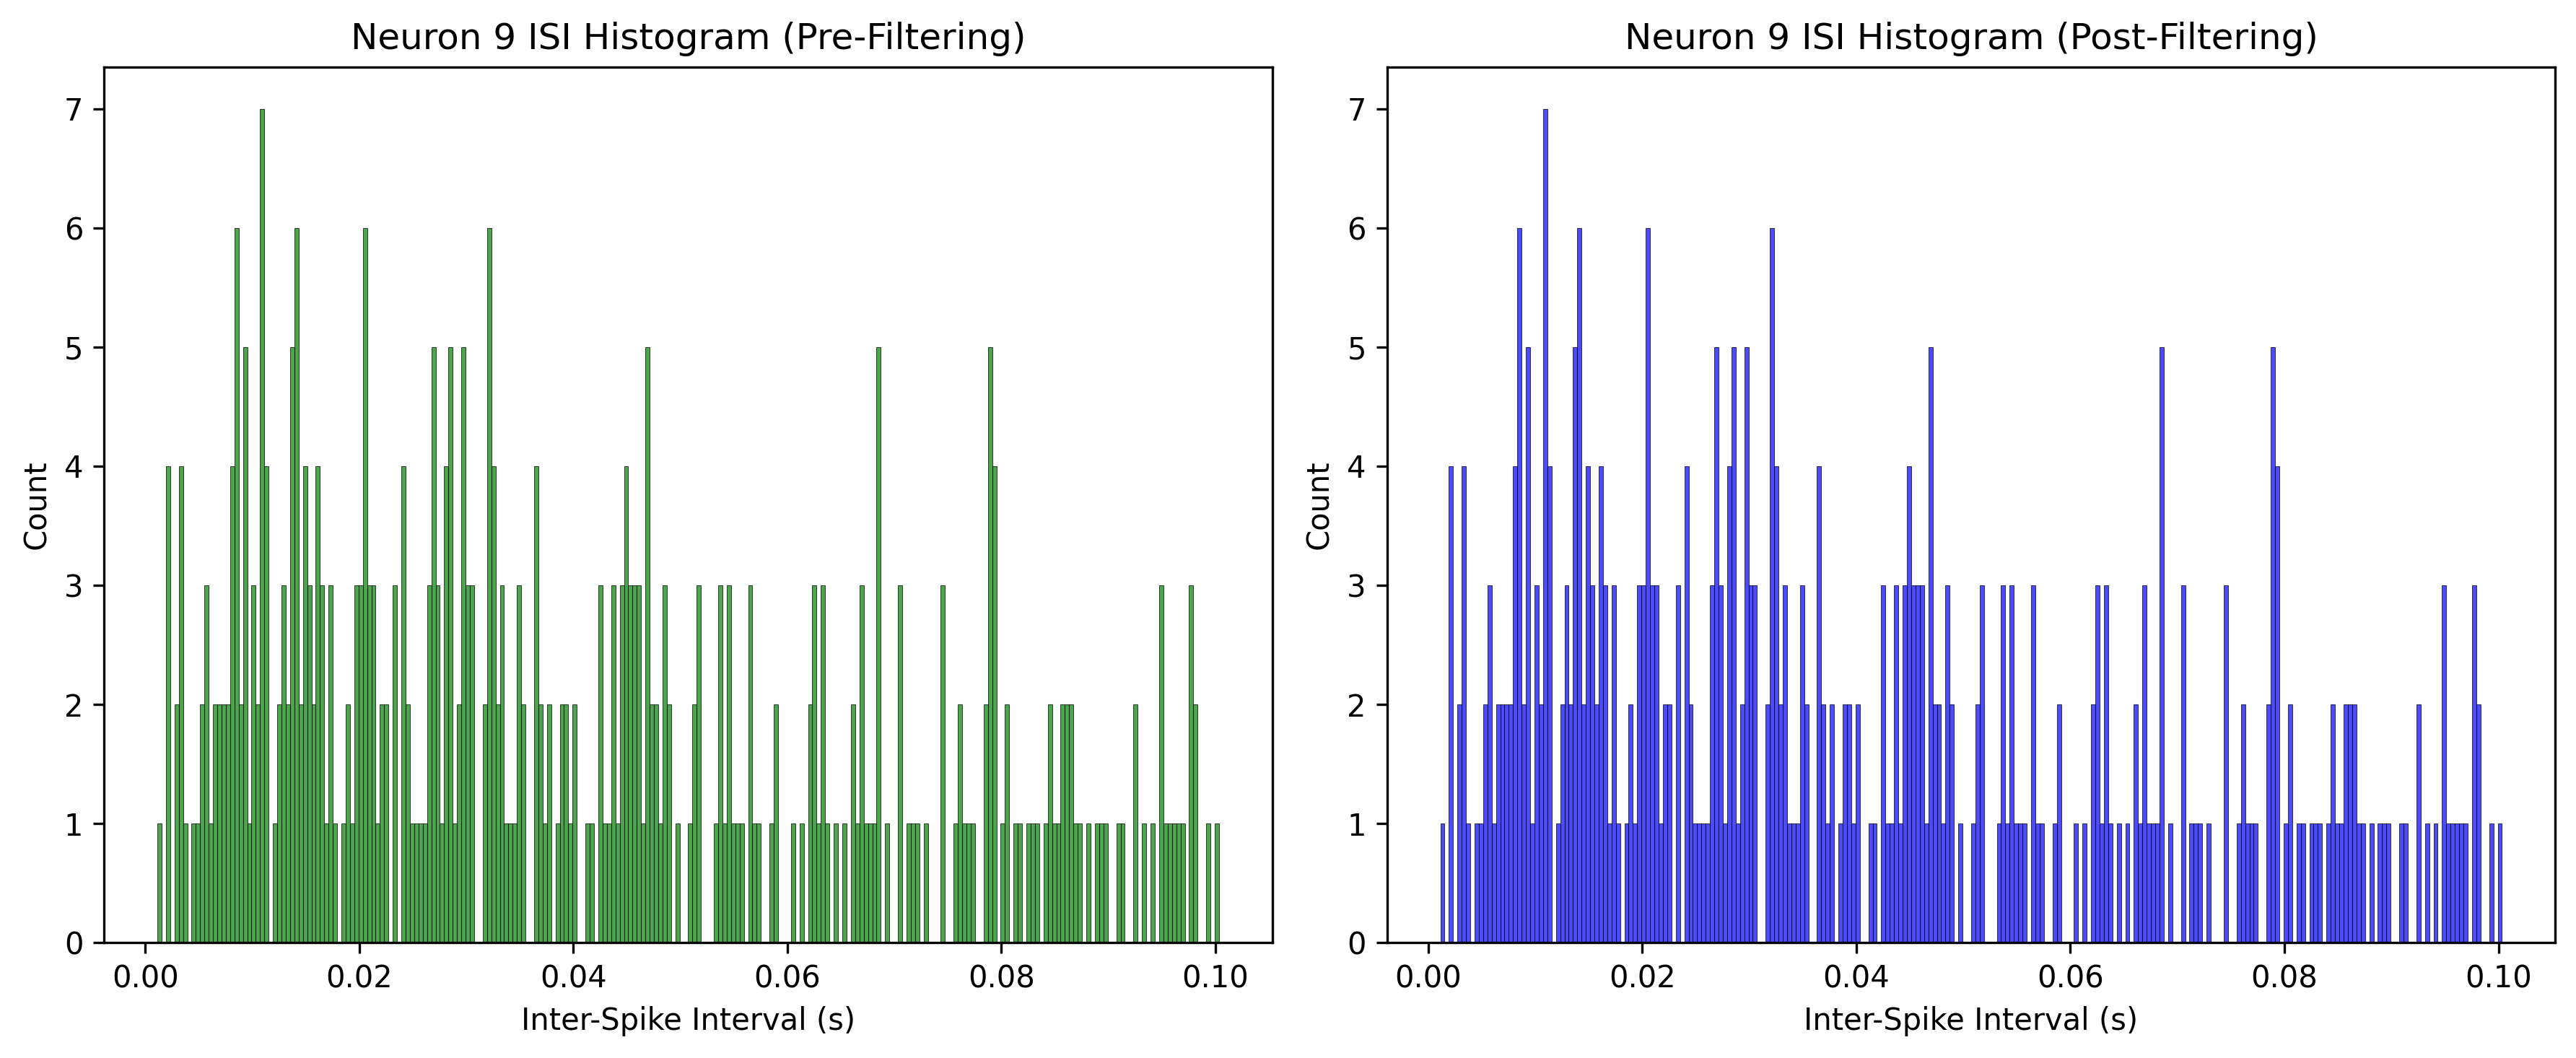 Neuron 9 ISI Histogram (Pre-Filtering)
7
6
5
4
3
2
1
0
Count
0.00 0.02 0.04 0.06 0.08 0.10
Inter-Spike Interval (s)
Neuron 9 ISI Histogram (Post-Filtering)
7
6
5
4
3
2
1
0
Count
0.00 0.02 0.04 0.06 0.08 0.10
Inter-Spike Interval (s)